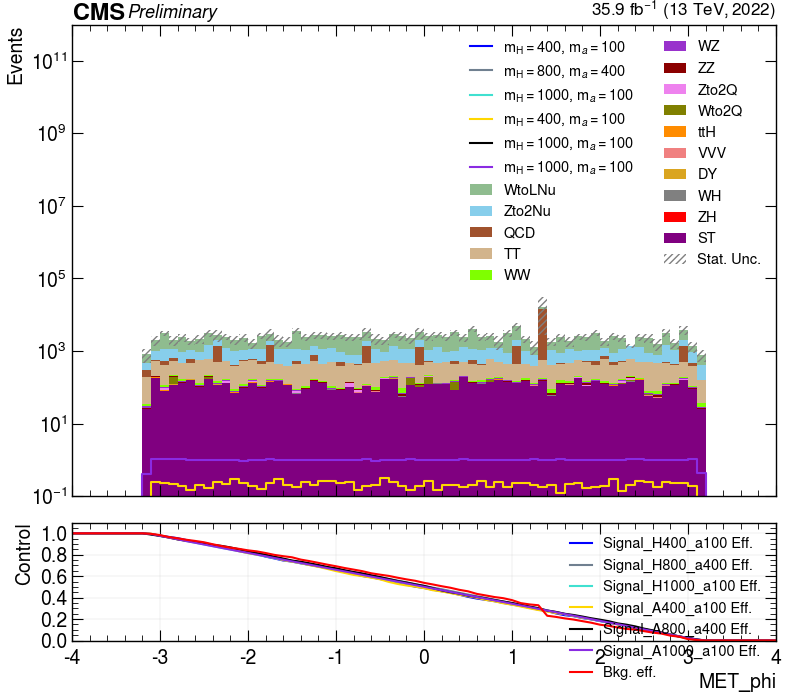 CMS Preliminary
35.9 fb⁻¹ (13 TeV, 2022)
Events
10¹¹
10⁹
10⁷
10⁵
10³
10¹
10⁻¹
m_H = 400, m_a = 100
m_H = 800, m_a = 400
m_H = 1000, m_a = 100
m_H = 400, m_a = 100
m_H = 1000, m_a = 100
m_H = 1000, m_a = 100
WtoLNu
Zto2Nu
QCD
TT
WW
WZ
ZZ
Zto2Q
Wto2Q
ttH
VVV
DY
WH
ZH
ST
Stat. Unc.
Control
1.0
0.8
0.6
0.4
0.2
0.0
Signal_H400_a100 Eff.
Signal_H800_a400 Eff.
Signal_H1000_a100 Eff.
Signal_A400_a100 Eff.
Signal_A800_a400 Eff.
Signal_A1000_a100 Eff.
Bkg. eff.
-4 -3 -2 -1 0 1 2 3 4
MET_phi